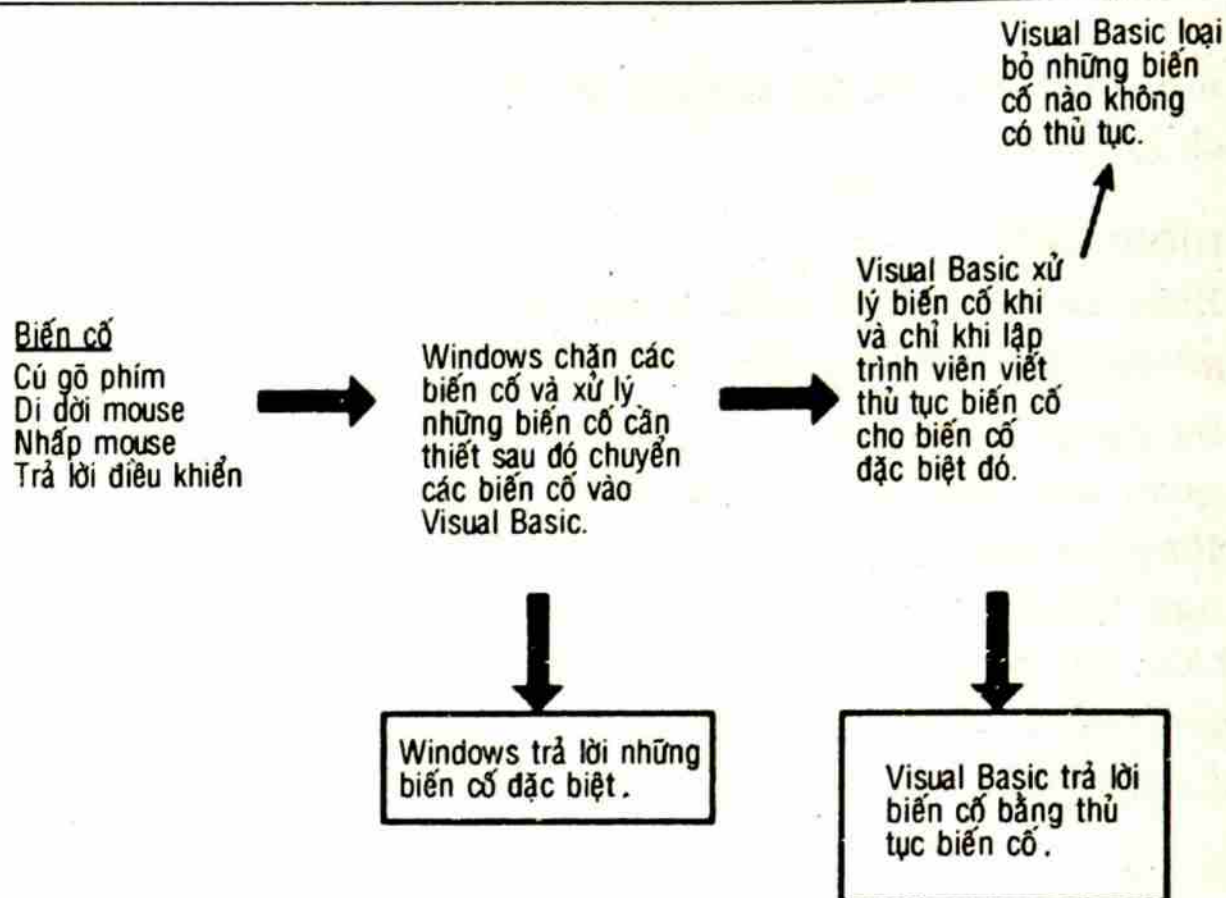 Visual Basic loại
bỏ những biến
cố nào không
có thủ tục.
Biến cố
Cú gõ phím
Di dời mouse
Nhấp mouse
Trả lời điều khiển
Windows chặn các
biến cố và xử lý
những biến cố cần
thiết sau đó chuyển
các biến cố vào
Visual Basic.
Visual Basic xử
lý biến cố khi
và chỉ khi lập
trình viên viết
thủ tục biến cố
cho biến cố
đặc biệt đó.
Windows trả lời những
biến cố đặc biệt.
Visual Basic trả lời
biến cố bằng thủ
tục biến cố.